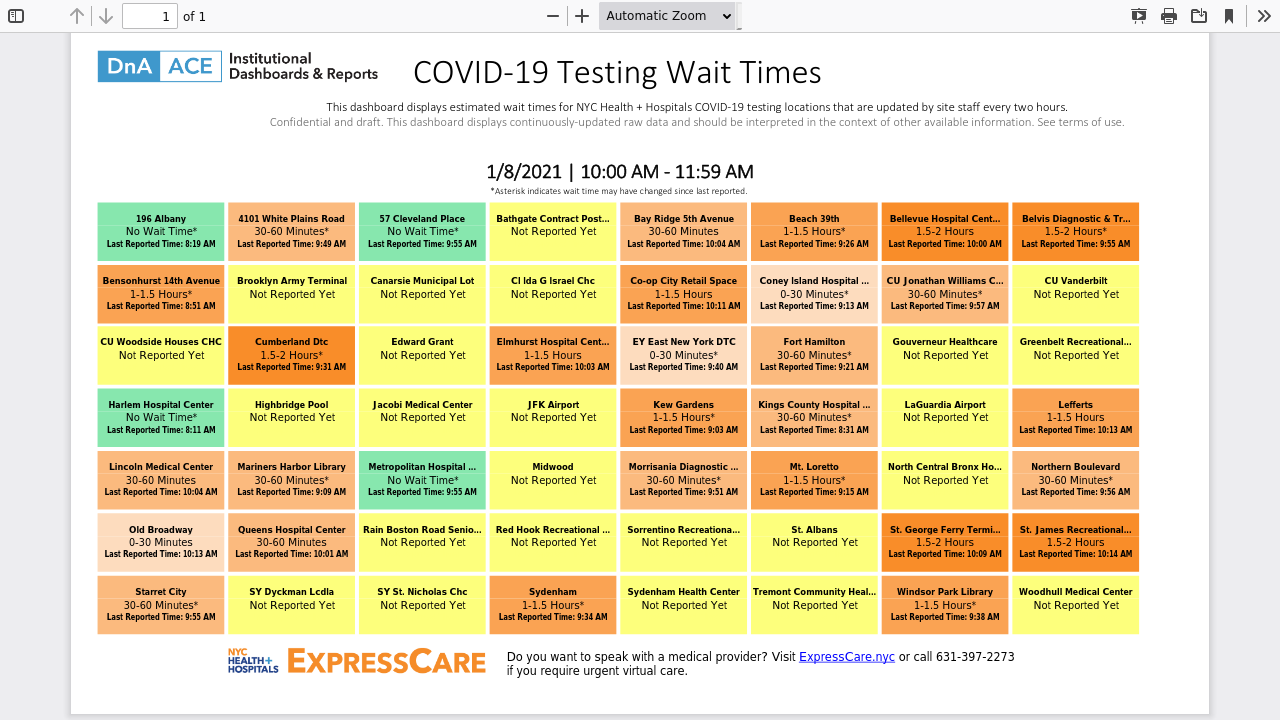 1 of 1 Automatic Zoom
DnA ACE Institutional Dashboards & Reports
COVID-19 Testing Wait Times
This dashboard displays estimated wait times for NYC Health + Hospitals COVID-19 testing locations that are updated by site staff every two hours.
Confidential and draft. This dashboard displays continuously-updated raw data and should be interpreted in the context of other available information. See terms of use.
1/8/2021 | 10:00 AM - 11:59 AM
*Asterisk indicates wait time may have changed since last reported.
196 Albany
No Wait Time*
Last Reported Time: 8:19 AM
4101 White Plains Road
30-60 Minutes*
Last Reported Time: 9:49 AM
57 Cleveland Place
No Wait Time*
Last Reported Time: 9:55 AM
Bathgate Contract Post...
Not Reported Yet
Bay Ridge 5th Avenue
30-60 Minutes
Last Reported Time: 10:04 AM
Beach 39th
1-1.5 Hours*
Last Reported Time: 9:26 AM
Bellevue Hospital Cent...
1.5-2 Hours
Last Reported Time: 10:00 AM
Belvis Diagnostic & Tr...
1.5-2 Hours*
Last Reported Time: 9:55 AM
Bensonhurst 14th Avenue
1-1.5 Hours*
Last Reported Time: 8:51 AM
Brooklyn Army Terminal
Not Reported Yet
Canarsie Municipal Lot
Not Reported Yet
Cl Ida G Israel Chc
Not Reported Yet
Co-op City Retail Space
1-1.5 Hours
Last Reported Time: 10:11 AM
Coney Island Hospital ...
0-30 Minutes*
Last Reported Time: 9:13 AM
CU Jonathan Williams C...
30-60 Minutes*
Last Reported Time: 9:57 AM
CU Vanderbilt
Not Reported Yet
CU Woodside Houses CHC
Not Reported Yet
Cumberland Dtc
1.5-2 Hours*
Last Reported Time: 9:31 AM
Edward Grant
Not Reported Yet
Elmhurst Hospital Cent...
1-1.5 Hours
Last Reported Time: 10:03 AM
EY East New York DTC
0-30 Minutes*
Last Reported Time: 9:40 AM
Fort Hamilton
30-60 Minutes*
Last Reported Time: 9:21 AM
Gouverneur Healthcare
Not Reported Yet
Greenbelt Recreational...
Not Reported Yet
Harlem Hospital Center
No Wait Time*
Last Reported Time: 8:11 AM
Highbridge Pool
Not Reported Yet
Jacobi Medical Center
Not Reported Yet
JFK Airport
Not Reported Yet
Kew Gardens
1-1.5 Hours*
Last Reported Time: 9:03 AM
Kings County Hospital ...
30-60 Minutes*
Last Reported Time: 8:31 AM
LaGuardia Airport
Not Reported Yet
Lefferts
1-1.5 Hours
Last Reported Time: 10:13 AM
Lincoln Medical Center
30-60 Minutes
Last Reported Time: 10:04 AM
Mariners Harbor Library
30-60 Minutes*
Last Reported Time: 9:09 AM
Metropolitan Hospital ...
No Wait Time*
Last Reported Time: 9:55 AM
Midwood
Not Reported Yet
Morrisania Diagnostic ...
30-60 Minutes*
Last Reported Time: 9:51 AM
Mt. Loretto
1-1.5 Hours*
Last Reported Time: 9:15 AM
North Central Bronx Ho...
Not Reported Yet
Northern Boulevard
30-60 Minutes*
Last Reported Time: 9:56 AM
Old Broadway
0-30 Minutes
Last Reported Time: 10:13 AM
Queens Hospital Center
30-60 Minutes
Last Reported Time: 10:01 AM
Rain Boston Road Senio...
Not Reported Yet
Red Hook Recreational ...
Not Reported Yet
Sorrentino Recreationa...
Not Reported Yet
St. Albans
Not Reported Yet
St. George Ferry Termi...
1.5-2 Hours
Last Reported Time: 10:09 AM
St. James Recreational...
1.5-2 Hours
Last Reported Time: 10:14 AM
Starret City
30-60 Minutes*
Last Reported Time: 9:55 AM
SY Dyckman Lcdla
Not Reported Yet
SY St. Nicholas Chc
Not Reported Yet
Sydenham
1-1.5 Hours*
Last Reported Time: 9:34 AM
Sydenham Health Center
Not Reported Yet
Tremont Community Heal...
Not Reported Yet
Windsor Park Library
1-1.5 Hours*
Last Reported Time: 9:38 AM
Woodhull Medical Center
Not Reported Yet
NYC
HEALTH+
HOSPITALS
EXPRESSCARE
Do you want to speak with a medical provider? Visit ExpressCare.nyc or call 631-397-2273
if you require urgent virtual care.